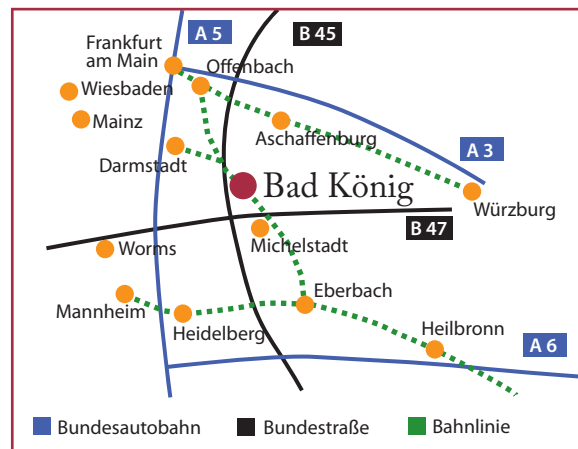 A 5
B 45
Frankfurt
am Main
Offenbach
Wiesbaden
Mainz
Aschaffenburg
Darmstadt
A 3
Bad König
Würzburg
B 47
Michelstadt
Worms
Mannheim
Eberbach
Heidelberg
Heilbronn
A 6
Bundesautobahn
Bundestraße
Bahnlinie